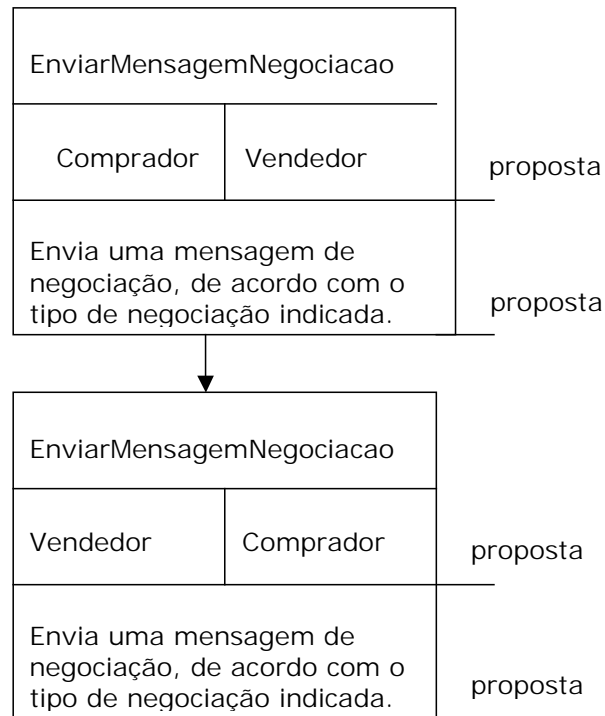 EnviarMensagemNegociacao
Comprador
Vendedor
proposta
Envia uma mensagem de
negociação, de acordo com o
tipo de negociação indicada.
proposta
EnviarMensagemNegociacao
Vendedor
Comprador
proposta
Envia uma mensagem de
negociação, de acordo com o
tipo de negociação indicada.
proposta